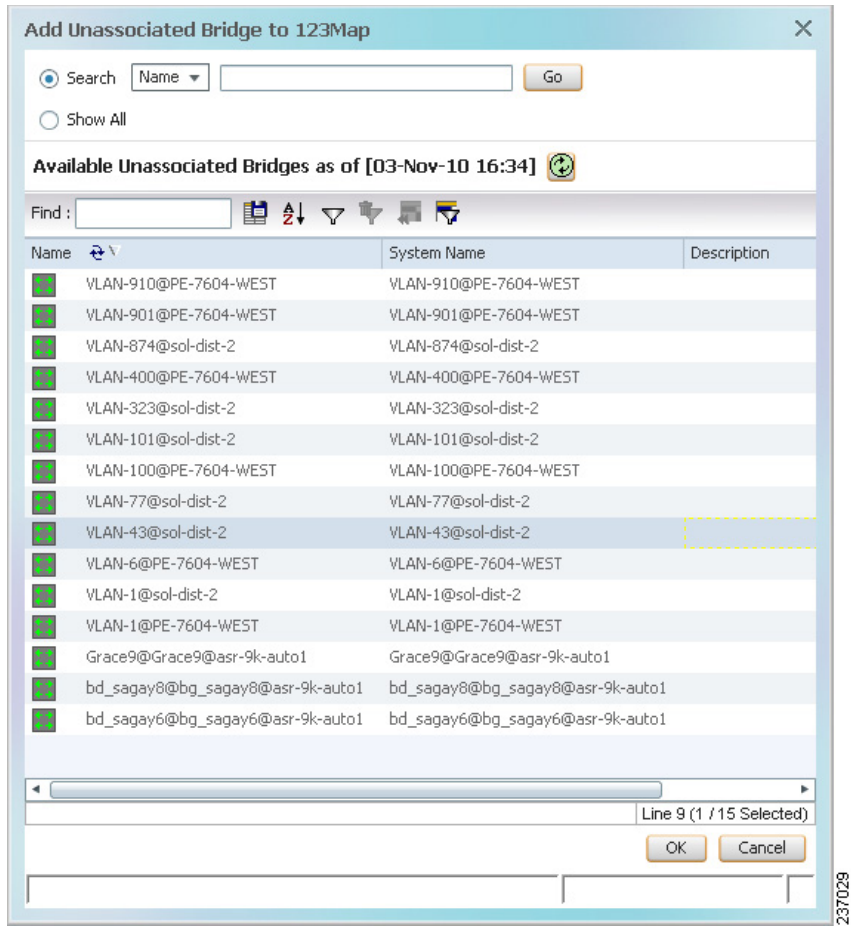 Add Unassociated Bridge to 123Map
Search Name Go
Show All
Available Unassociated Bridges as of [03-Nov-10 16:34]
Find :
Name System Name Description
VLAN-910@PE-7604-WEST VLAN-910@PE-7604-WEST
VLAN-901@PE-7604-WEST VLAN-901@PE-7604-WEST
VLAN-874@sol-dist-2 VLAN-874@sol-dist-2
VLAN-400@PE-7604-WEST VLAN-400@PE-7604-WEST
VLAN-323@sol-dist-2 VLAN-323@sol-dist-2
VLAN-101@sol-dist-2 VLAN-101@sol-dist-2
VLAN-100@PE-7604-WEST VLAN-100@PE-7604-WEST
VLAN-77@sol-dist-2 VLAN-77@sol-dist-2
VLAN-43@sol-dist-2 VLAN-43@sol-dist-2
VLAN-6@PE-7604-WEST VLAN-6@PE-7604-WEST
VLAN-1@sol-dist-2 VLAN-1@sol-dist-2
VLAN-1@PE-7604-WEST VLAN-1@PE-7604-WEST
Grace9@Grace9@asr-9k-auto1 Grace9@Grace9@asr-9k-auto1
bd_sagay8@bg_sagay8@asr-9k-auto1 bd_sagay8@bg_sagay8@asr-9k-auto1
bd_sagay6@bg_sagay6@asr-9k-auto1 bd_sagay6@bg_sagay6@asr-9k-auto1
Line 9 (1 / 15 Selected)
OK Cancel
237029